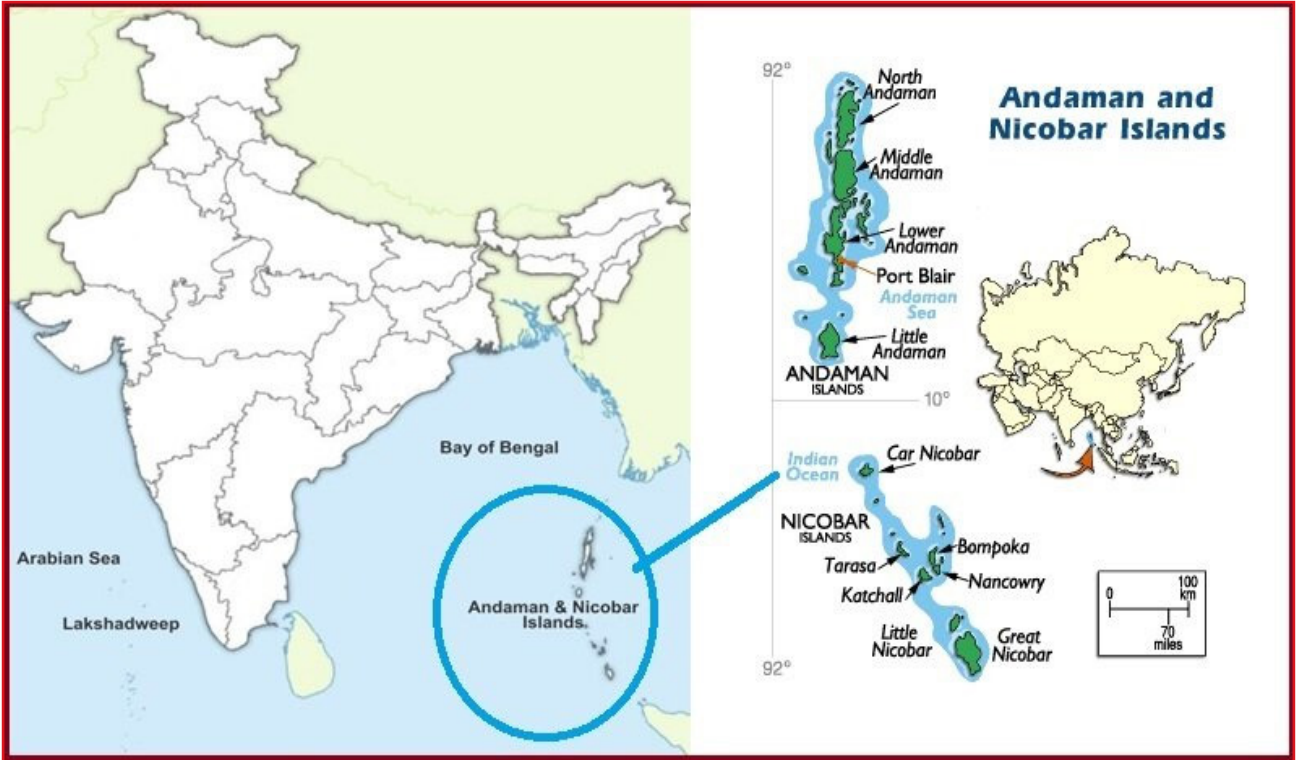 Bay of Bengal
Arabian Sea
Lakshadweep
Andaman & Nicobar
Islands
Andaman and
Nicobar Islands
92°
North
Andaman
Middle
Andaman
Lower
Andaman
Port Blair
Andaman
Sea
Little
Andaman
ANDAMAN
ISLANDS
10°
Indian
Ocean
Car Nicobar
NICOBAR
ISLANDS
Bompoka
Tarasa
Nancowry
Katchall
Little
Nicobar
Great
Nicobar
92°
0
100
km
70
miles